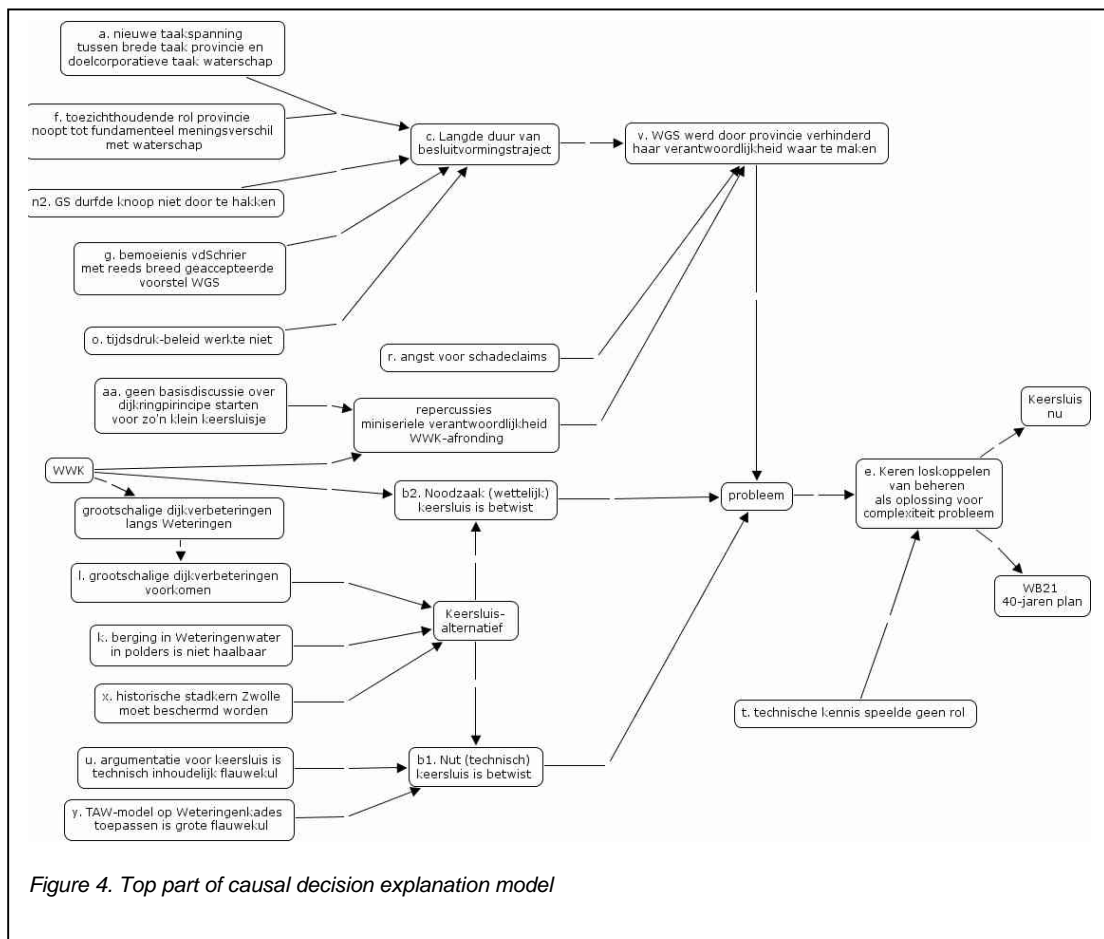 a. nieuwe taakspanning
tussen brede taak provincie en
doelcorporatieve taak waterschap
f. toezichthoudende rol provincie
noopt tot fundamenteel meningsverschil
met waterschap
c. Langde duur van
besluitvormingstraject
v. WGS werd door provincie verhinderd
haar verantwoordlijkheid waar te maken
n2. GS durfde knoop niet door te hakken
g. bemoeienis vdSchrier
met reeds breed geaccepteerde
voorstel WGS
o. tijdsdruk-beleid werkte niet
r. angst voor schadeclaims
aa. geen basisdiscussie over
dijkringpirincipe starten
voor zo'n klein keersluisje
repercussies
miniseriele verantwoordlijkheid
WWK-afronding
Keersluis
nu
WWK
b2. Noodzaak (wettelijk)
keersluis is betwist
probleem
e. Keren loskoppelen
van beheren
als oplossing voor
complexiteit probleem
grootschalige dijkverbeteringen
langs Weteringen
l. grootschalige dijkverbeteringen
voorkomen
Keersluis-
alternatief
WB21
40-jaren plan
k. berging in Weteringenwater
in polders is niet haalbaar
x. historische stadkern Zwolle
moet beschermd worden
t. technische kennis speelde geen rol
u. argumentatie voor keersluis is
technisch inhoudelijk flauwekul
b1. Nut (technisch)
keersluis is betwist
y. TAW-model op Weteringenkades
toepassen is grote flauwekul
Figure 4. Top part of causal decision explanation model